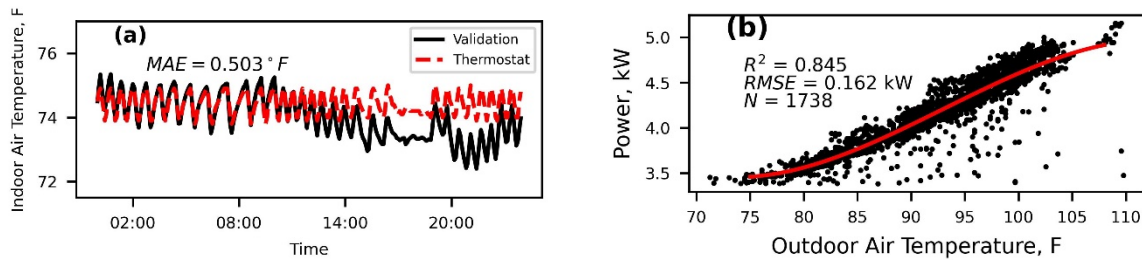 Indoor Air Temperature, F
76
74
72
(a)
MAE = 0.503°F
Validation
Thermostat
02:00 08:00 14:00 20:00
Time
Power, kW
5.0
4.5
4.0
3.5
(b)
R² = 0.845
RMSE = 0.162 kW
N = 1738
70 75 80 85 90 95 100 105 110
Outdoor Air Temperature, F